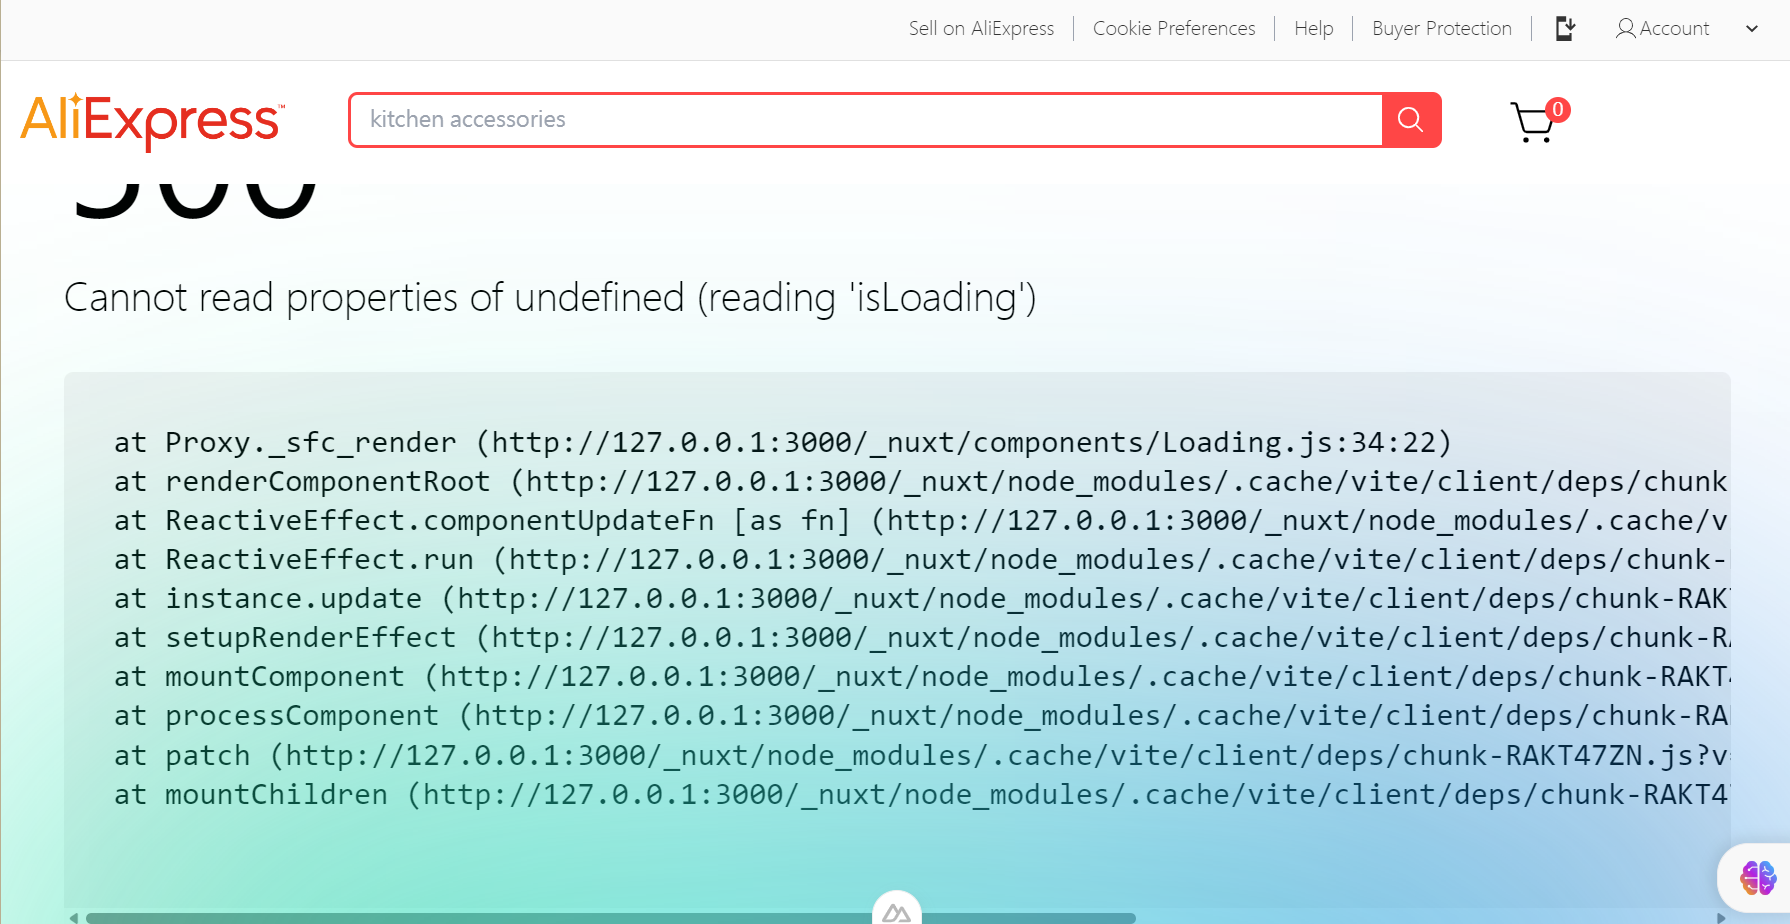 Sell on AliExpress
Cookie Preferences
Help
Buyer Protection
Account
AliExpress™
kitchen accessories
0
500
Cannot read properties of undefined (reading 'isLoading')
at Proxy._sfc_render (http://127.0.0.1:3000/_nuxt/components/Loading.js:34:22)
at renderComponentRoot (http://127.0.0.1:3000/_nuxt/node_modules/.cache/vite/client/deps/chunk
at ReactiveEffect.componentUpdateFn [as fn] (http://127.0.0.1:3000/_nuxt/node_modules/.cache/v
at ReactiveEffect.run (http://127.0.0.1:3000/_nuxt/node_modules/.cache/vite/client/deps/chunk-
at instance.update (http://127.0.0.1:3000/_nuxt/node_modules/.cache/vite/client/deps/chunk-RAK
at setupRenderEffect (http://127.0.0.1:3000/_nuxt/node_modules/.cache/vite/client/deps/chunk-RA
at mountComponent (http://127.0.0.1:3000/_nuxt/node_modules/.cache/vite/client/deps/chunk-RAKT4
at processComponent (http://127.0.0.1:3000/_nuxt/node_modules/.cache/vite/client/deps/chunk-RA
at patch (http://127.0.0.1:3000/_nuxt/node_modules/.cache/vite/client/deps/chunk-RAKT47ZN.js?v
at mountChildren (http://127.0.0.1:3000/_nuxt/node_modules/.cache/vite/client/deps/chunk-RAKT4